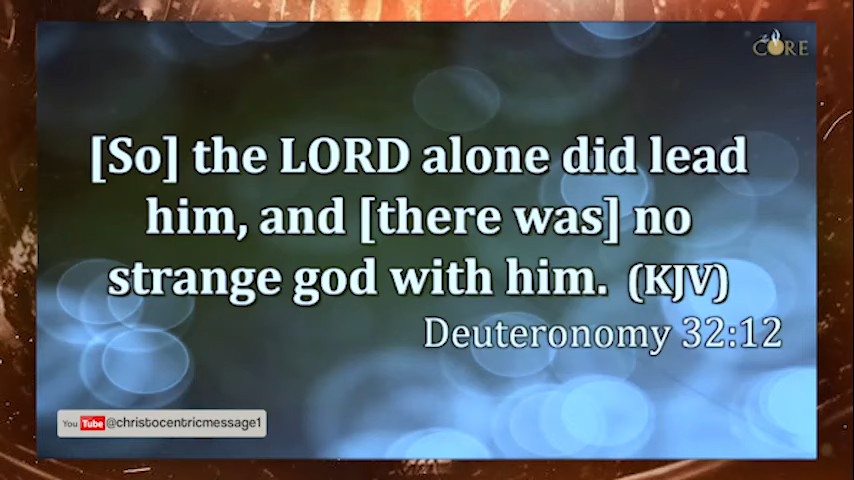 The CORE
[So] the LORD alone did lead
him, and [there was] no
strange god with him. (KJV)
Deuteronomy 32:12
You Tube @christocentricmessage1